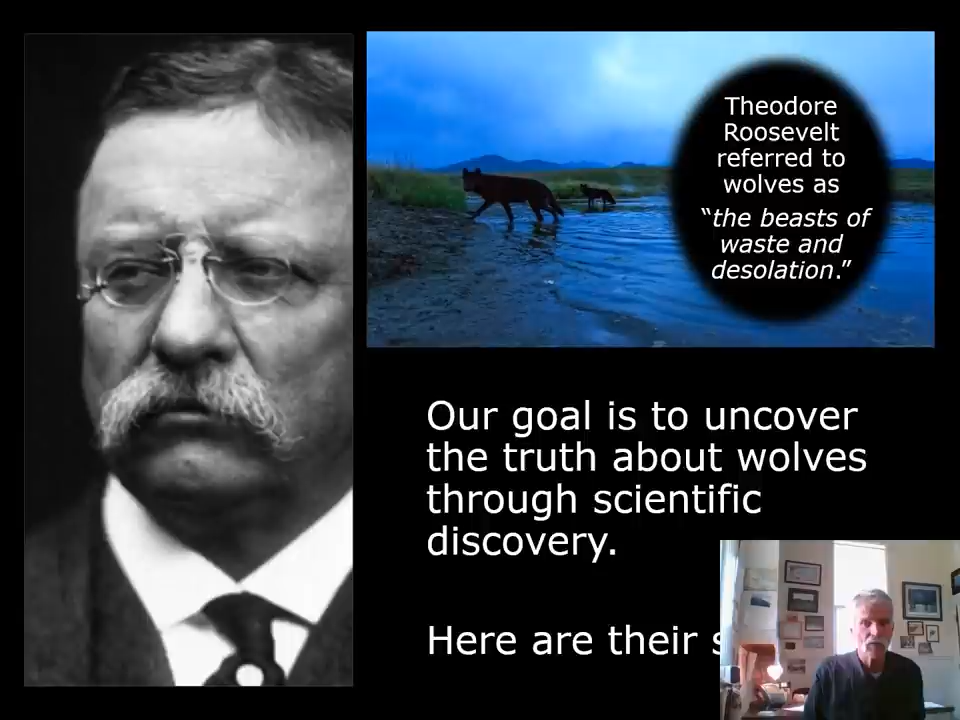 Theodore
Roosevelt
referred to
wolves as
“the beasts of
waste and
desolation.”
Our goal is to uncover
the truth about wolves
through scientific
discovery.
Here are their